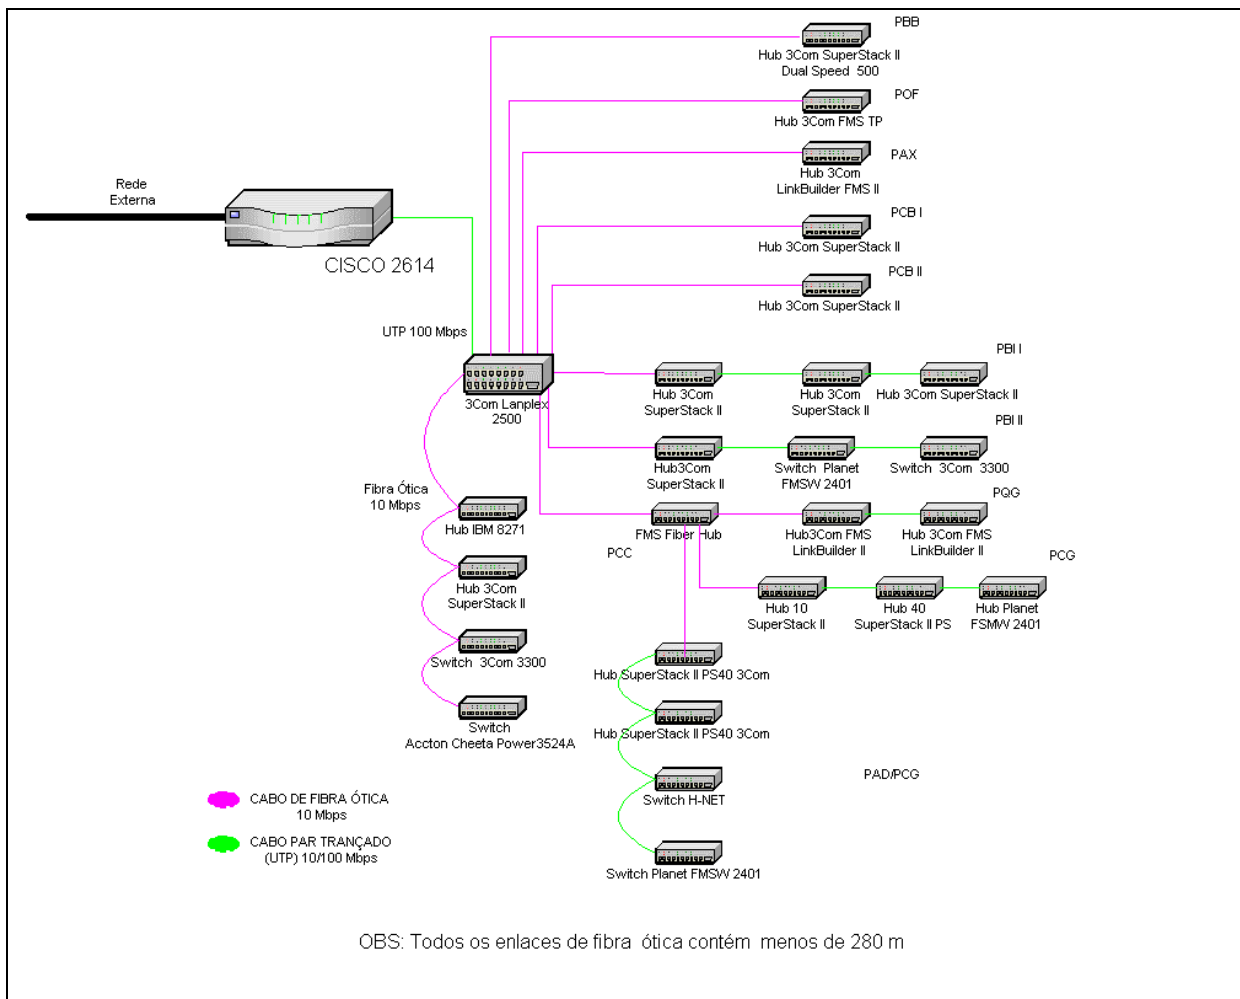 PBB
Hub 3Com SuperStack II
Dual Speed 500
POF
Hub 3Com FMS TP
PAX
Hub 3Com
LinkBuilder FMS II
Rede
Externa
PCB I
Hub 3Com SuperStack II
CISCO 2614
PCB II
Hub 3Com SuperStack II
UTP 100 Mbps
3Com Lanplex
2500
PBI I
Hub 3Com
SuperStack II
Hub 3Com
SuperStack II
Hub 3Com SuperStack II
PBI II
Hub3Com
SuperStack II
Switch Planet
FMSW 2401
Switch 3Com 3300
Fibra Ótica
10 Mbps
PQG
Hub IBM 8271
FMS Fiber Hub
Hub3Com FMS
LinkBuilder II
Hub 3Com FMS
LinkBuilder II
PCC
PCG
Hub 3Com
SuperStack II
Hub 10
SuperStack II
Hub 40
SuperStack II PS
Hub Planet
FSMW 2401
Switch 3Com 3300
Hub SuperStack II PS40 3Com
Switch
Accton Cheeta Power3524A
Hub SuperStack II PS40 3Com
PAD/PCG
Switch H-NET
CABO DE FIBRA ÓTICA
10 Mbps
CABO PAR TRANÇADO
(UTP) 10/100 Mbps
Switch Planet FMSW 2401
OBS: Todos os enlaces de fibra ótica contém menos de 280 m